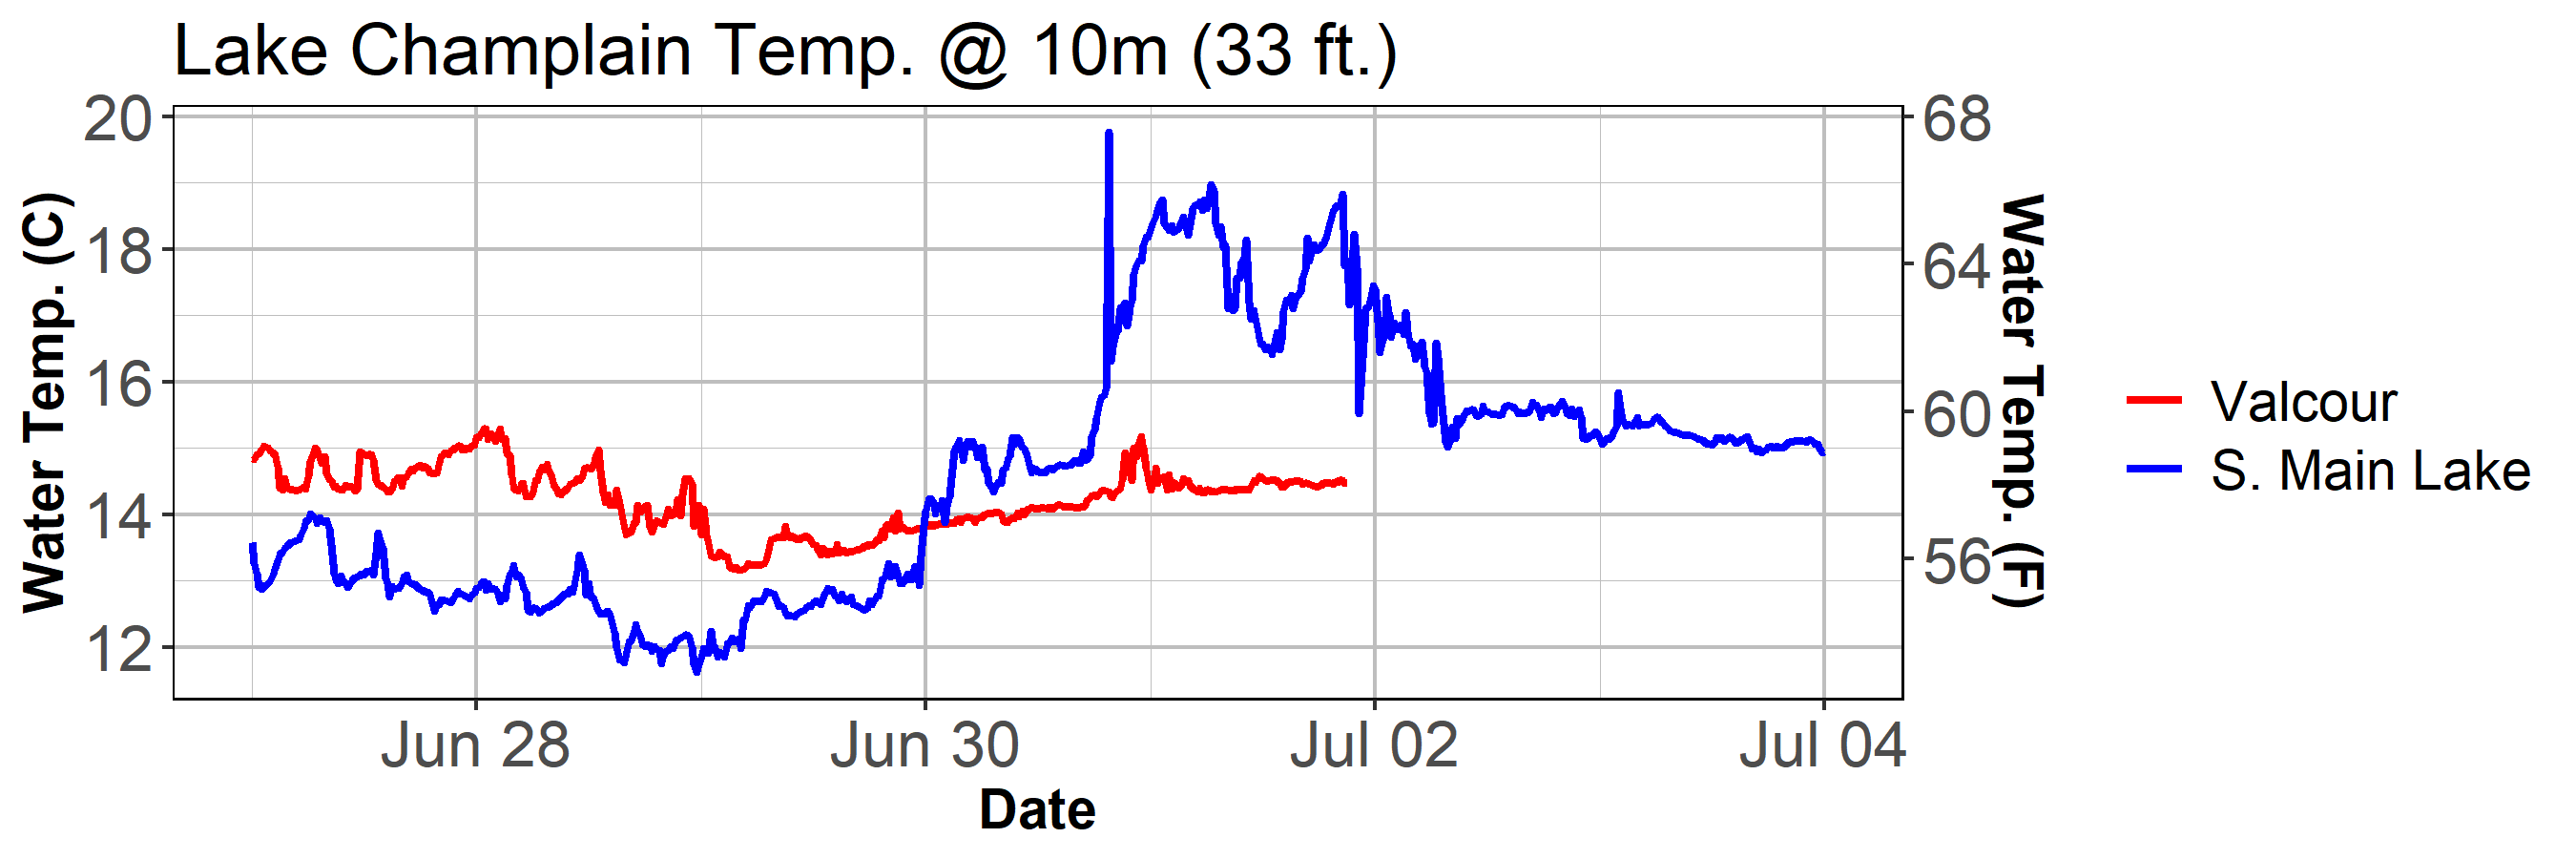 Lake Champlain Temp. @ 10m (33 ft.)
Water Temp. (C)
20
18
16
14
12
68
64
60
56
Water Temp. (F)
Jun 28
Jun 30
Jul 02
Jul 04
Date
Valcour
S. Main Lake